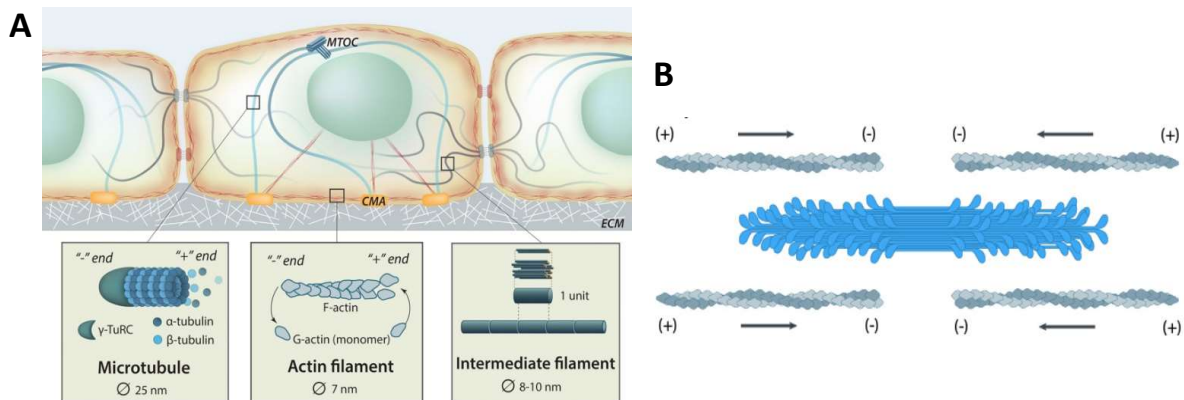 A
MTOC
CMA
ECM
"-" end
"+" end
γ-TuRC
α-tubulin
β-tubulin
Microtubule
∅ 25 nm
"-" end
"+" end
F-actin
G-actin (monomer)
Actin filament
∅ 7 nm
1 unit
Intermediate filament
∅ 8-10 nm
B
(+) (-) (-) (+)
(+) (-) (-) (+)